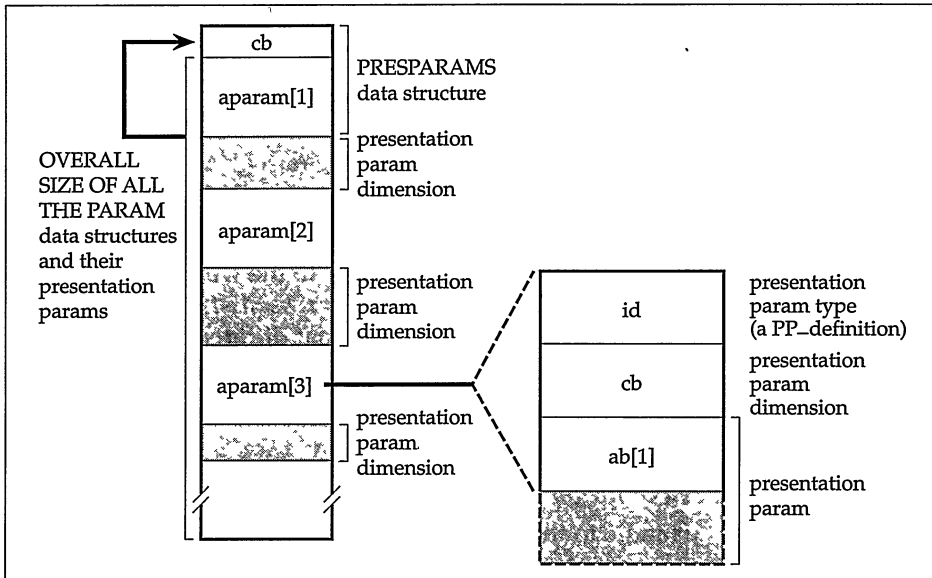 cb
aparam[1]
PRESPARAMS
data structure
presentation
param
dimension
OVERALL
SIZE OF ALL
THE PARAM
data structures
and their
presentation
params
aparam[2]
presentation
param
dimension
aparam[3]
presentation
param
dimension
id
presentation
param type
(a PP_definition)
cb
presentation
param
dimension
ab[1]
presentation
param